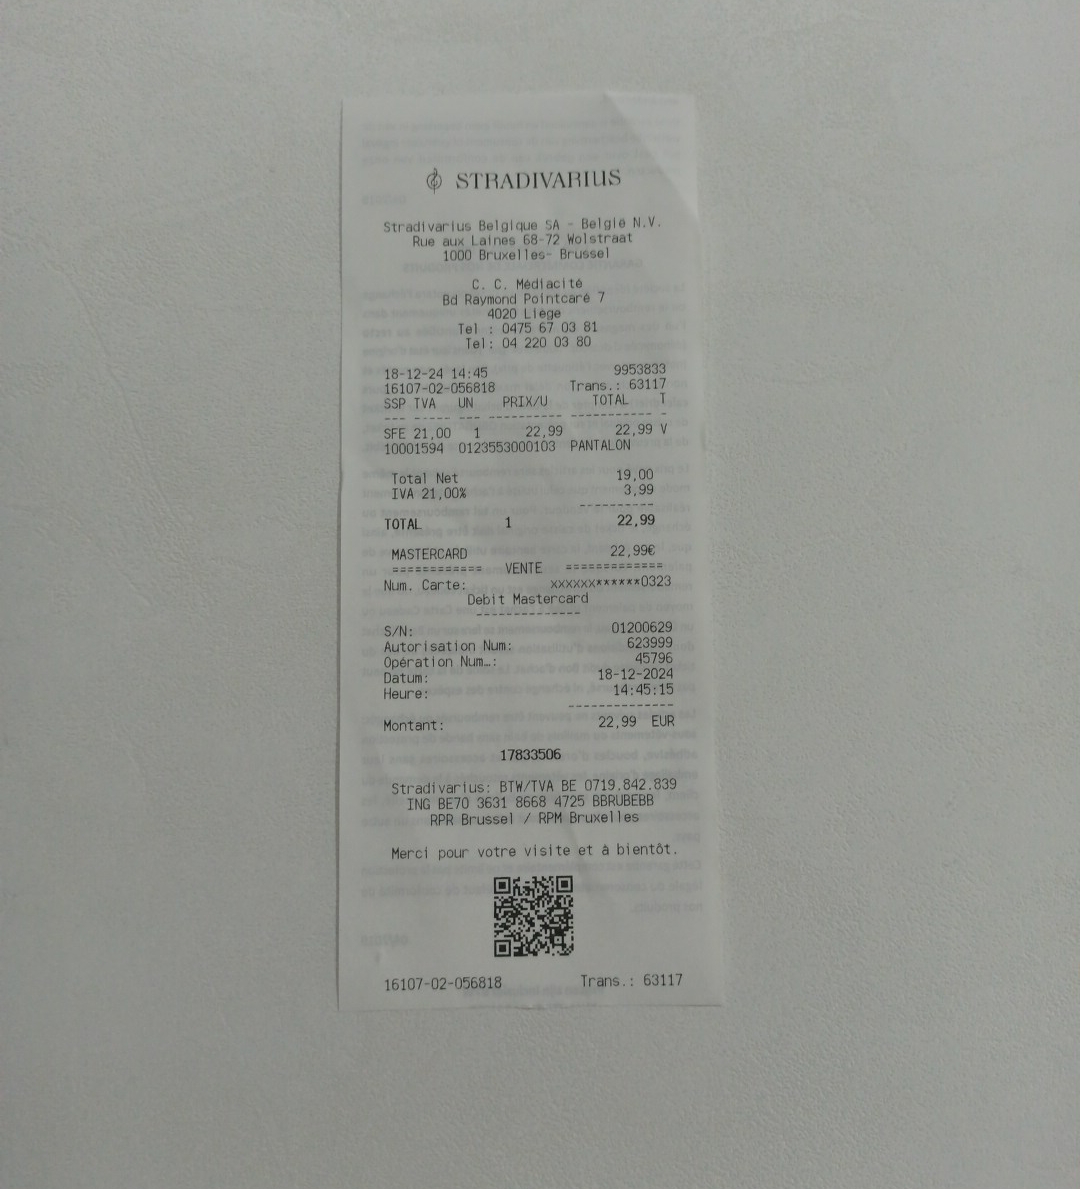 STRADIVARIUS
Stradivarius Belgique SA - België N.V.
Rue aux Laines 68-72 Wolstraat
1000 Bruxelles- Brussel
C. C. Médiacité
Bd Raymond Pointcaré 7
4020 Liege
Tel : 0475 67 03 81
Tel: 04 220 03 80
18-12-24 14:45 9953833
16107-02-056818 Trans.: 63117
SSP TVA UN PRIX/U TOTAL T
--- ----- --- ---------- ----------- -
SFE 21,00 1 22,99 22,99 V
10001594 0123553000103 PANTALON
Total Net 19,00
IVA 21,00% 3,99
----------
TOTAL 1 22,99
MASTERCARD 22,99€
============ VENTE =============
Num. Carte: XXXXXX******0323
Debit Mastercard
--------------
S/N: 01200629
Autorisation Num: 623999
Opération Num…: 45796
Datum: 18-12-2024
Heure: 14:45:15
--------------
Montant: 22,99 EUR
17833506
Stradivarius: BTW/TVA BE 0719.842.839
ING BE70 3631 8668 4725 BBRUBEBB
RPR Brussel / RPM Bruxelles
Merci pour votre visite et à bientôt.
16107-02-056818 Trans.: 63117